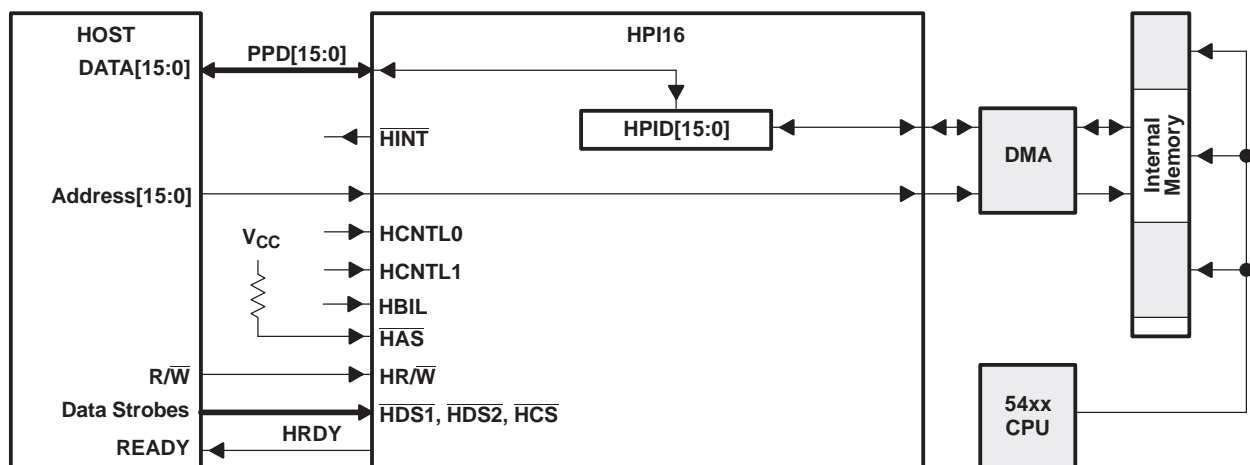 HOST
HPI16
DATA[15:0]
PPD[15:0]
HPID[15:0]
HINT
DMA
Internal
Memory
Address[15:0]
VCC
HCNTL0
HCNTL1
HBIL
HAS
R/W
HR/W
Data Strobes
HDS1, HDS2, HCS
READY
HRDY
54xx
CPU